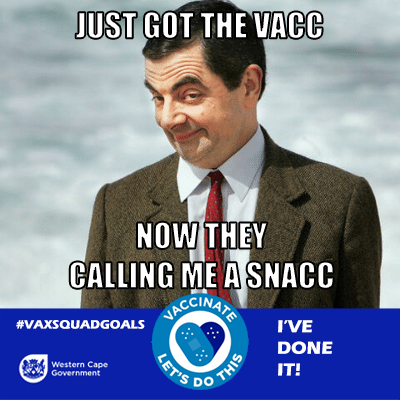 JUST GOT THE VACC
NOW THEY
CALLING ME A SNACC
#VAXSQUADGOALS
VACCINATE
LET'S DO THIS
I'VE
DONE
IT!
Western Cape
Government